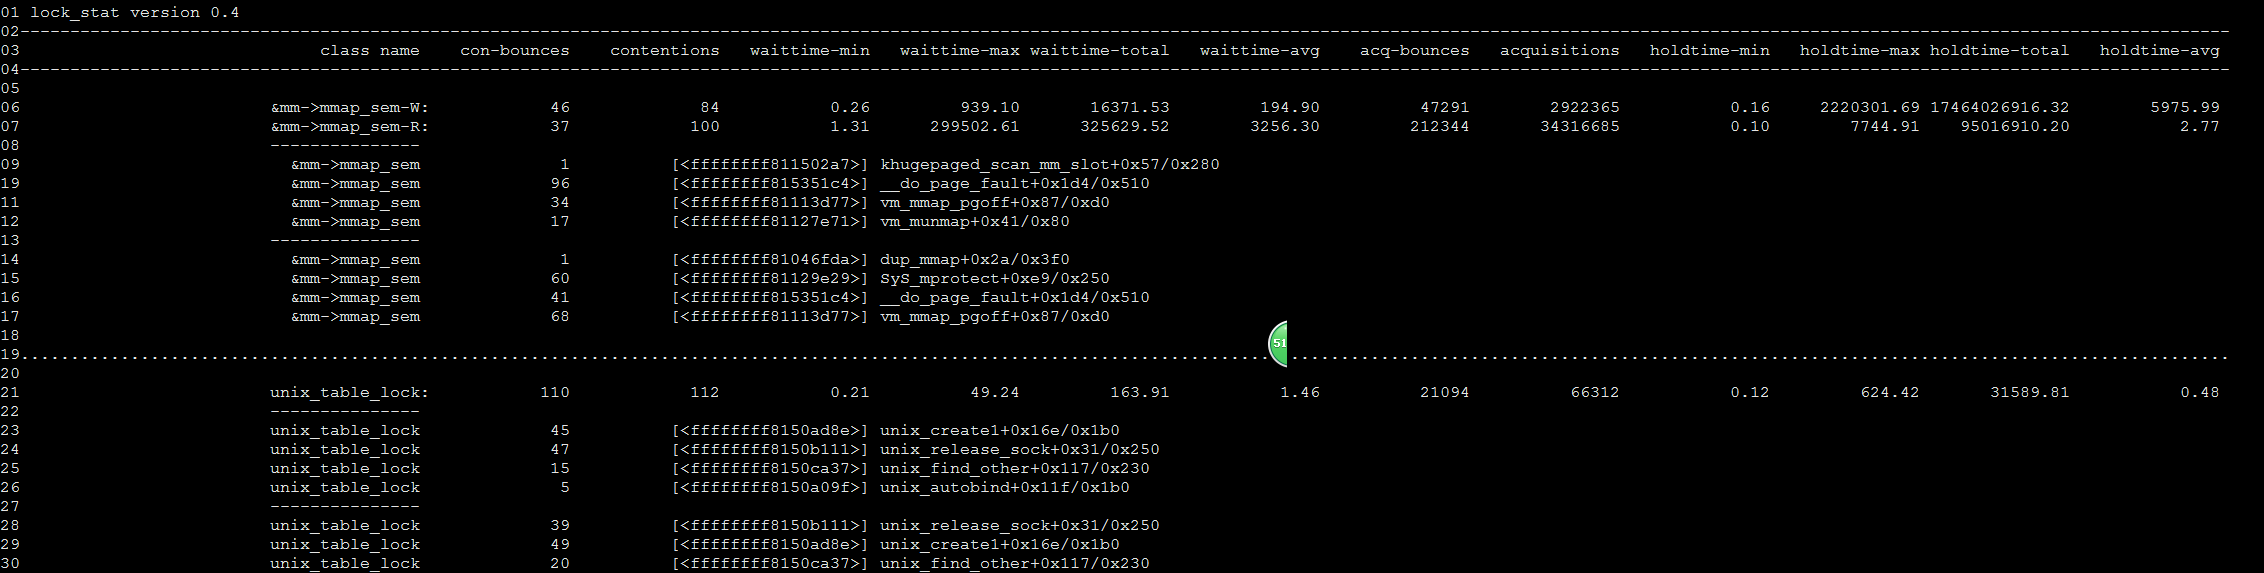 01 lock_stat version 0.4
02-----------------------------------------------------------------------------------------------------------------------------------------------------------------------------------------------------------------------------
03                              class name    con-bounces    contentions   waittime-min   waittime-max waittime-total   waittime-avg    acq-bounces   acquisitions   holdtime-min   holdtime-max holdtime-total   holdtime-avg
04-----------------------------------------------------------------------------------------------------------------------------------------------------------------------------------------------------------------------------
05
06                         &mm->mmap_sem-W:            46             84           0.26         939.10       16371.53         194.90          47291        2922365           0.16     2220301.69 17464026916.32        5975.99
07                         &mm->mmap_sem-R:            37            100           1.31      299502.61      325629.52        3256.30         212344       34316685           0.10        7744.91    95016910.20           2.77
08                         ---------------
09                           &mm->mmap_sem              1          [<ffffffff811502a7>] khugepaged_scan_mm_slot+0x57/0x280
19                           &mm->mmap_sem             96          [<ffffffff815351c4>] __do_page_fault+0x1d4/0x510
11                           &mm->mmap_sem             34          [<ffffffff81113d77>] vm_mmap_pgoff+0x87/0xd0
12                           &mm->mmap_sem             17          [<ffffffff81127e71>] vm_munmap+0x41/0x80
13                         ---------------
14                           &mm->mmap_sem              1          [<ffffffff81046fda>] dup_mmap+0x2a/0x3f0
15                           &mm->mmap_sem             60          [<ffffffff81129e29>] SyS_mprotect+0xe9/0x250
16                           &mm->mmap_sem             41          [<ffffffff815351c4>] __do_page_fault+0x1d4/0x510
17                           &mm->mmap_sem             68          [<ffffffff81113d77>] vm_mmap_pgoff+0x87/0xd0
18
51
19.............................................................................................................................................................................................................................
20
21                         unix_table_lock:           110            112           0.21          49.24         163.91           1.46          21094          66312           0.12         624.42       31589.81           0.48
22                         ---------------
23                         unix_table_lock             45          [<ffffffff8150ad8e>] unix_create1+0x16e/0x1b0
24                         unix_table_lock             47          [<ffffffff8150b111>] unix_release_sock+0x31/0x250
25                         unix_table_lock             15          [<ffffffff8150ca37>] unix_find_other+0x117/0x230
26                         unix_table_lock              5          [<ffffffff8150a09f>] unix_autobind+0x11f/0x1b0
27                         ---------------
28                         unix_table_lock             39          [<ffffffff8150b111>] unix_release_sock+0x31/0x250
29                         unix_table_lock             49          [<ffffffff8150ad8e>] unix_create1+0x16e/0x1b0
30                         unix_table_lock             20          [<ffffffff8150ca37>] unix_find_other+0x117/0x230